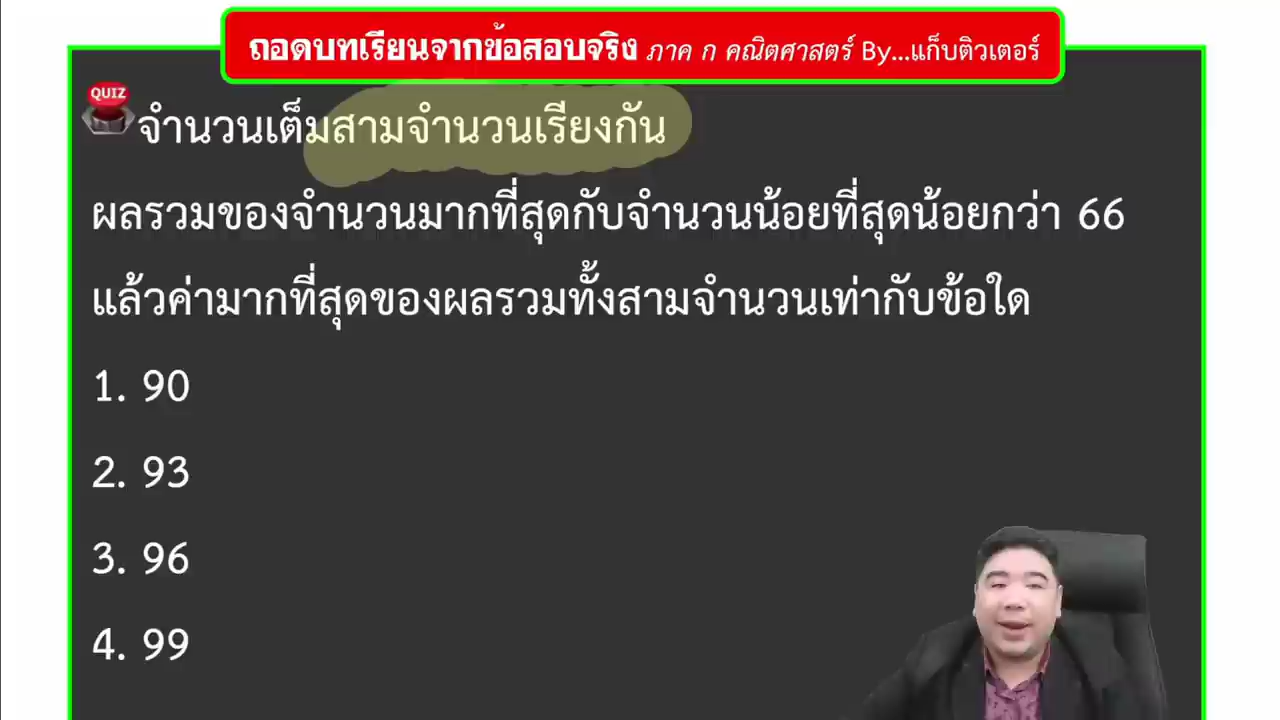 ถอดบทเรียนจากข้อสอบจริง ภาค ก คณิตศาสตร์ By...แก็บติวเตอร์
QUIZ
จำนวนเต็มสามจำนวนเรียงกัน
ผลรวมของจำนวนมากที่สุดกับจำนวนน้อยที่สุดน้อยกว่า 66
แล้วค่ามากที่สุดของผลรวมทั้งสามจำนวนเท่ากับข้อใด
1. 90
2. 93
3. 96
4. 99